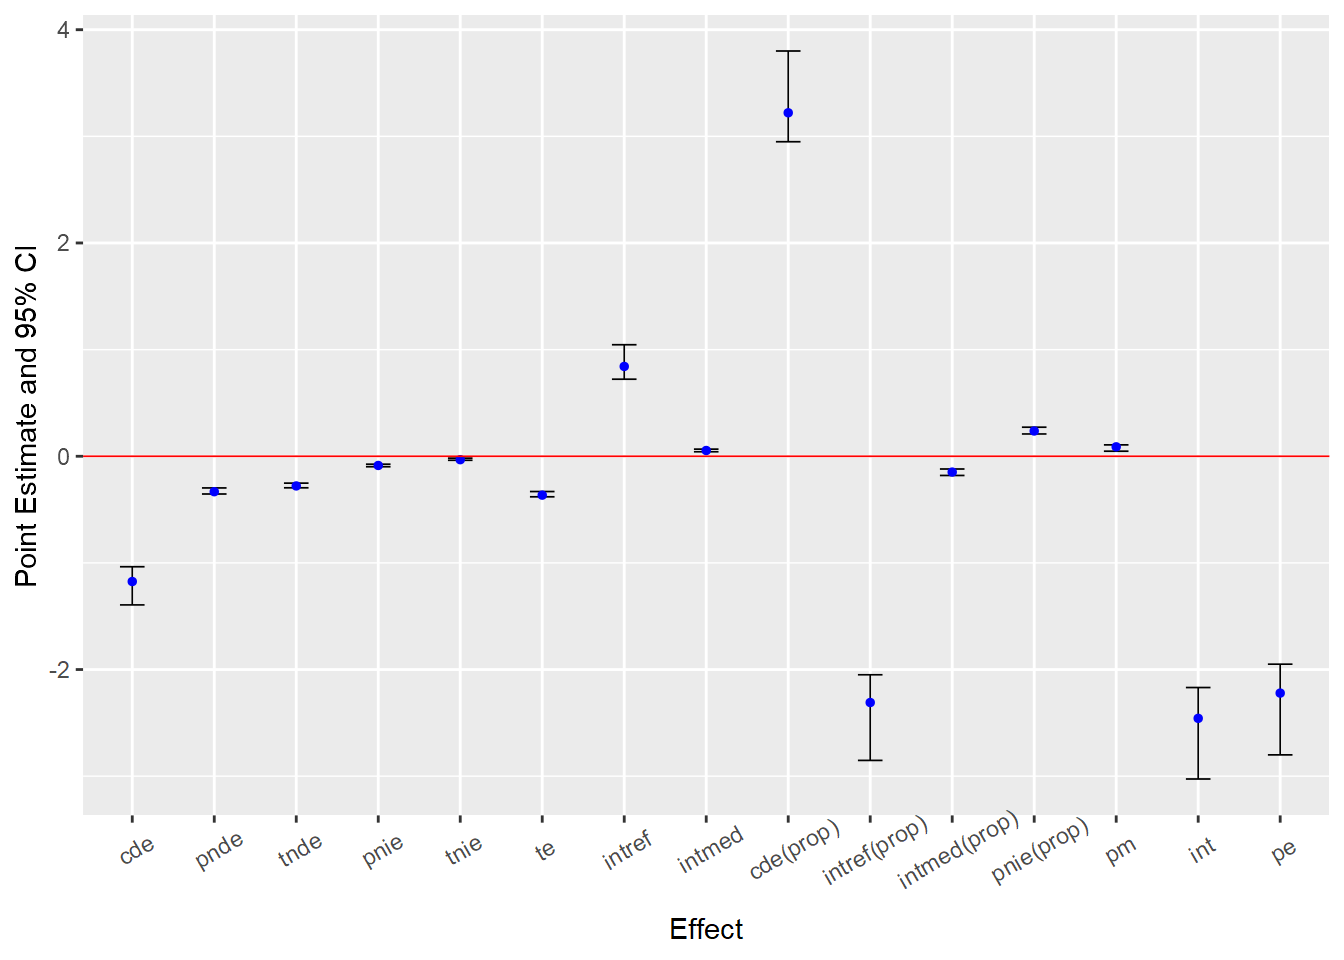 4
2
0
-2
Point Estimate and 95% CI
cde
pnde
tnde
pnie
tnie
te
intref
intmed
cde(prop)
intref(prop)
intmed(prop)
pnie(prop)
pm
int
pe
Effect